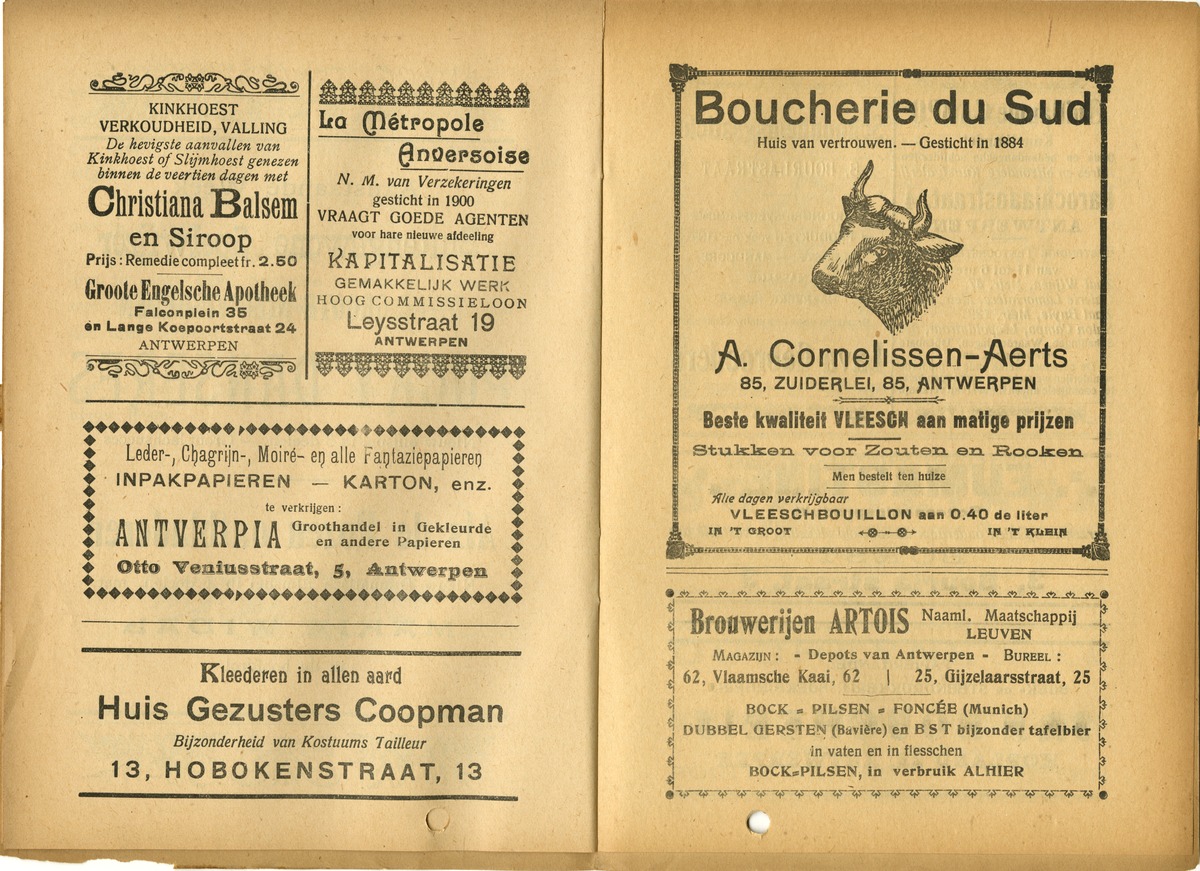 KINKHOEST
VERKOUDHEID, VALLING
De hevigste aanvallen van
Kinkhoest of Slijmhoest genezen
binnen de veertien dagen met
Christiana Balsem
en Siroop
Prijs: Remedie compleet fr. 2.50
Groote Engelsche Apotheek
Falconplein 35
en Lange Koepoortstraat 24
ANTWERPEN
La Métropole
Anversoise
N. M. van Verzekeringen
gesticht in 1900
VRAAGT GOEDE AGENTEN
voor hare nieuwe afdeeling
KAPITALISATIE
GEMAKKELIJK WERK
HOOG COMMISSIELOON
Leysstraat 19
ANTWERPEN
Leder-, Chagrijn-, Moiré- en alle Fantaziepapieren
INPAKPAPIEREN — KARTON, enz.
te verkrijgen:
ANTVERPIA Groothandel in Gekleurde
en andere Papieren
Otto Veniusstraat, 5, Antwerpen
Kleederen in allen aard
Huis Gezusters Coopman
Bijzonderheid van Kostuums Tailleur
13, HOBOKENSTRAAT, 13
Boucherie du Sud
Huis van vertrouwen. — Gesticht in 1884
A. Cornelissen-Aerts
85, ZUIDERLEI, 85, ANTWERPEN
Beste kwaliteit VLEESCH aan matige prijzen
Stukken voor Zouten en Rooken
Men bestelt ten huize
Alle dagen verkrijgbaar
VLEESCHBOUILLON aan 0.40 de liter
IN 'T GROOT IN 'T KLEIN
Brouwerijen ARTOIS Naaml. Maatschappij
LEUVEN
MAGAZIJN: - Depots van Antwerpen - BUREEL:
62, Vlaamsche Kaai, 62 | 25, Gijzelaarsstraat, 25
BOCK = PILSEN = FONCÉE (Munich)
DUBBEL GERSTEN (Bavière) en B S T bijzonder tafelbier
in vaten en in flesschen
BOCK=PILSEN, in verbruik ALHIER